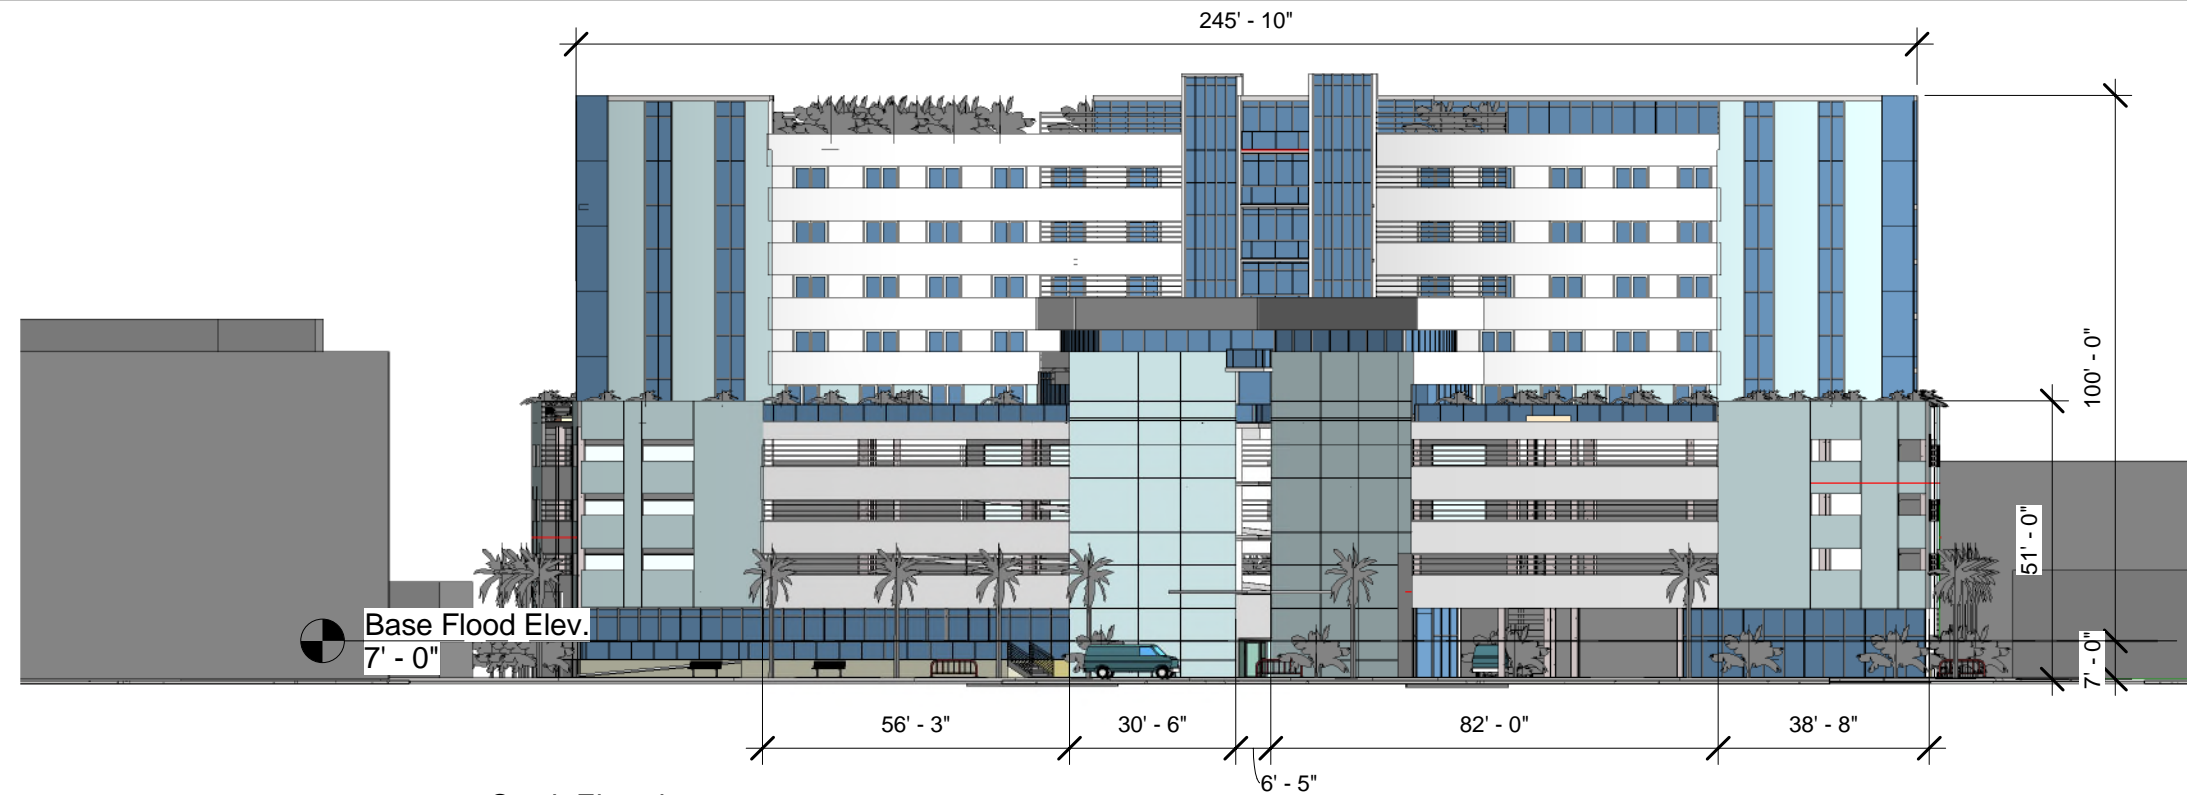 245' - 10"
100' - 0"
51' - 0"
Base Flood Elev.
7' - 0"
7' - 0"
56' - 3"
30' - 6"
82' - 0"
38' - 8"
6' - 5"